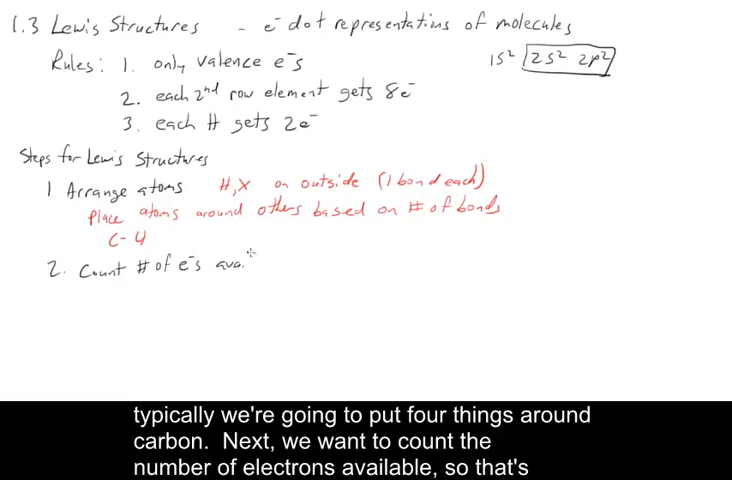 1.3 Lewis Structures - e⁻ dot representations of molecules
Rules: 1. only valence e⁻s 1s² 2s² 2p²
2. each 2nd row element gets 8e⁻
3. each H gets 2e⁻
Steps for Lewis Structures
1 Arrange atoms H,X on outside (1 bond each)
Place atoms around others based on # of bonds
C-4
2. Count # of e⁻s ava.
typically we're going to put four things around
carbon. Next, we want to count the
number of electrons available, so that's